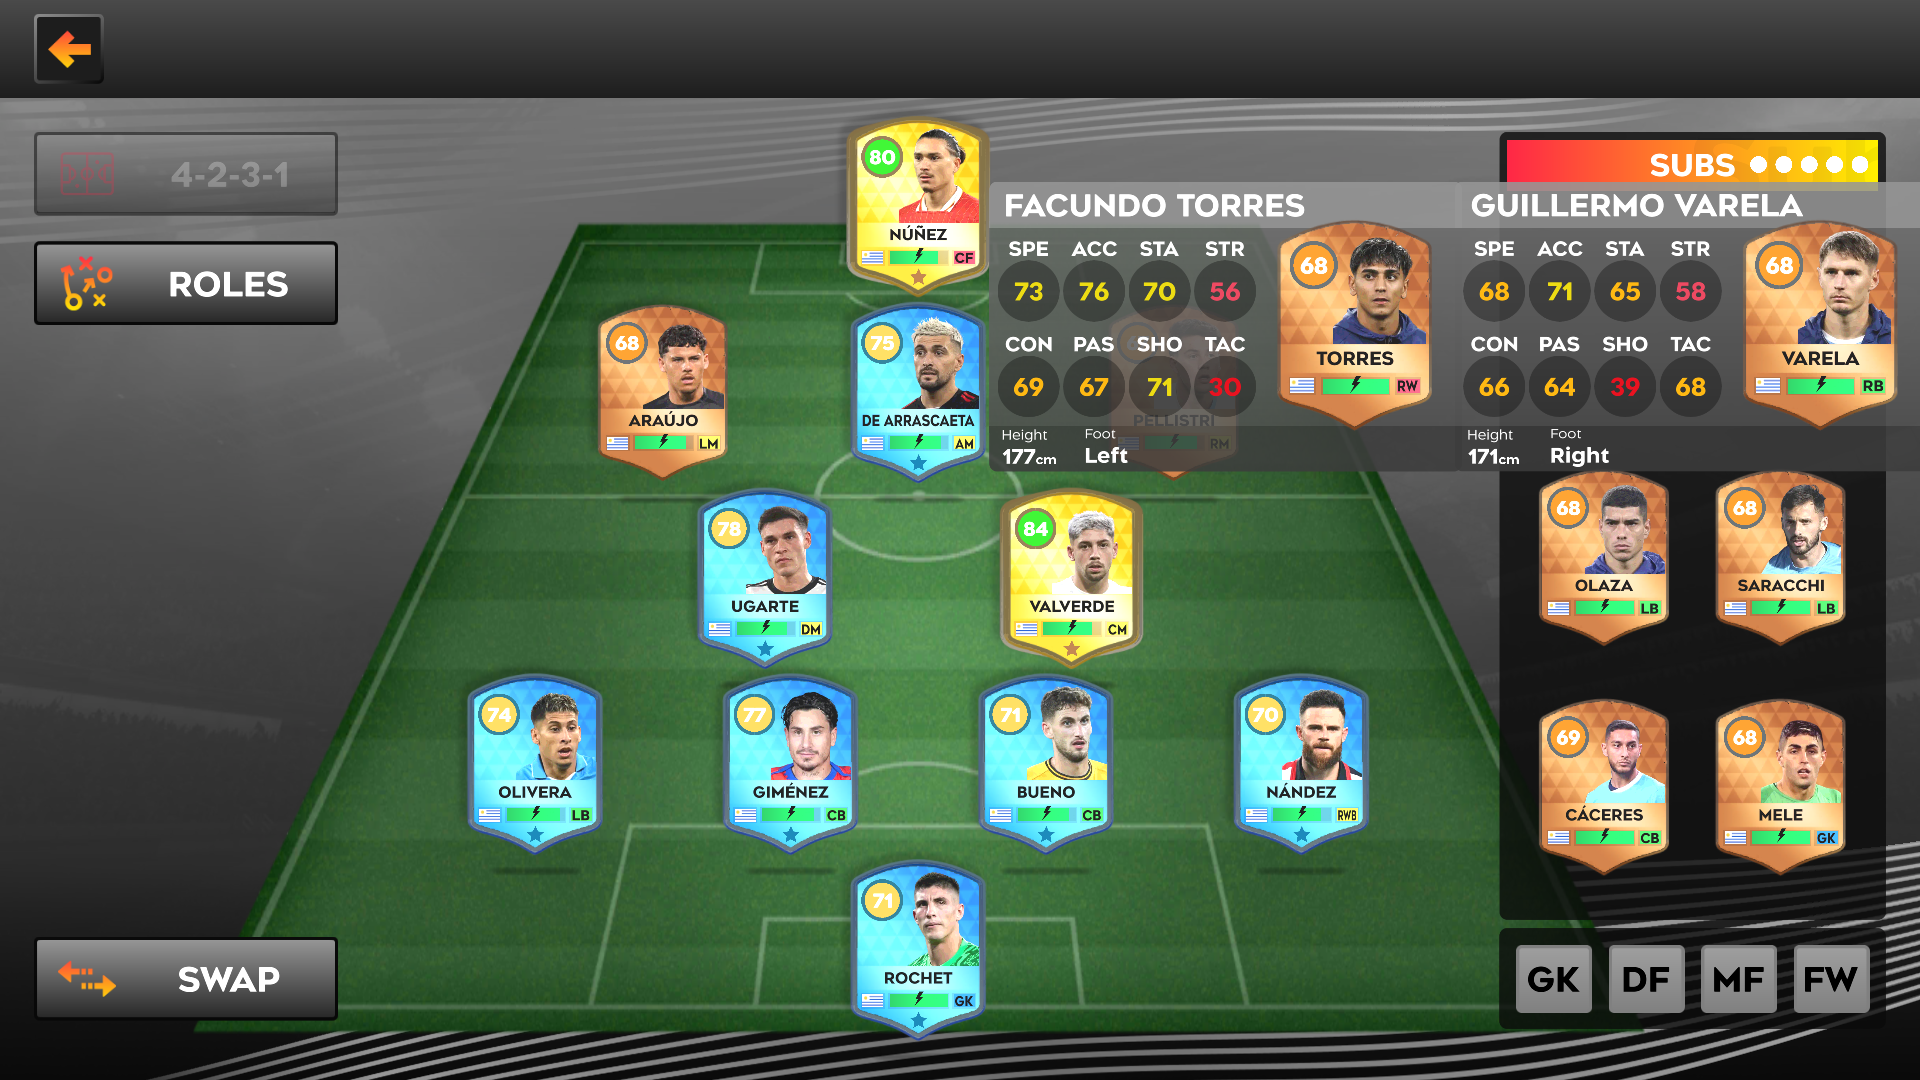 4-2-3-1
ROLES
SWAP
80
NÚÑEZ
CF
68
ARAÚJO
LM
75
DE ARRASCAETA
AM
PELLISTRI
RM
78
UGARTE
DM
84
VALVERDE
CM
74
OLIVERA
LB
77
GIMÉNEZ
CB
71
BUENO
CB
70
NÁNDEZ
RWB
71
ROCHET
GK
FACUNDO TORRES
SPE ACC STA STR
73 76 70 56
CON PAS SHO TAC
69 67 71 30
Height Foot
177cm Left
68
TORRES
RW
SUBS
GUILLERMO VARELA
SPE ACC STA STR
68 71 65 58
CON PAS SHO TAC
66 64 39 68
Height Foot
171cm Right
68
VARELA
RB
68
OLAZA
LB
68
SARACCHI
LB
69
CÁCERES
CB
68
MELE
GK
GK DF MF FW